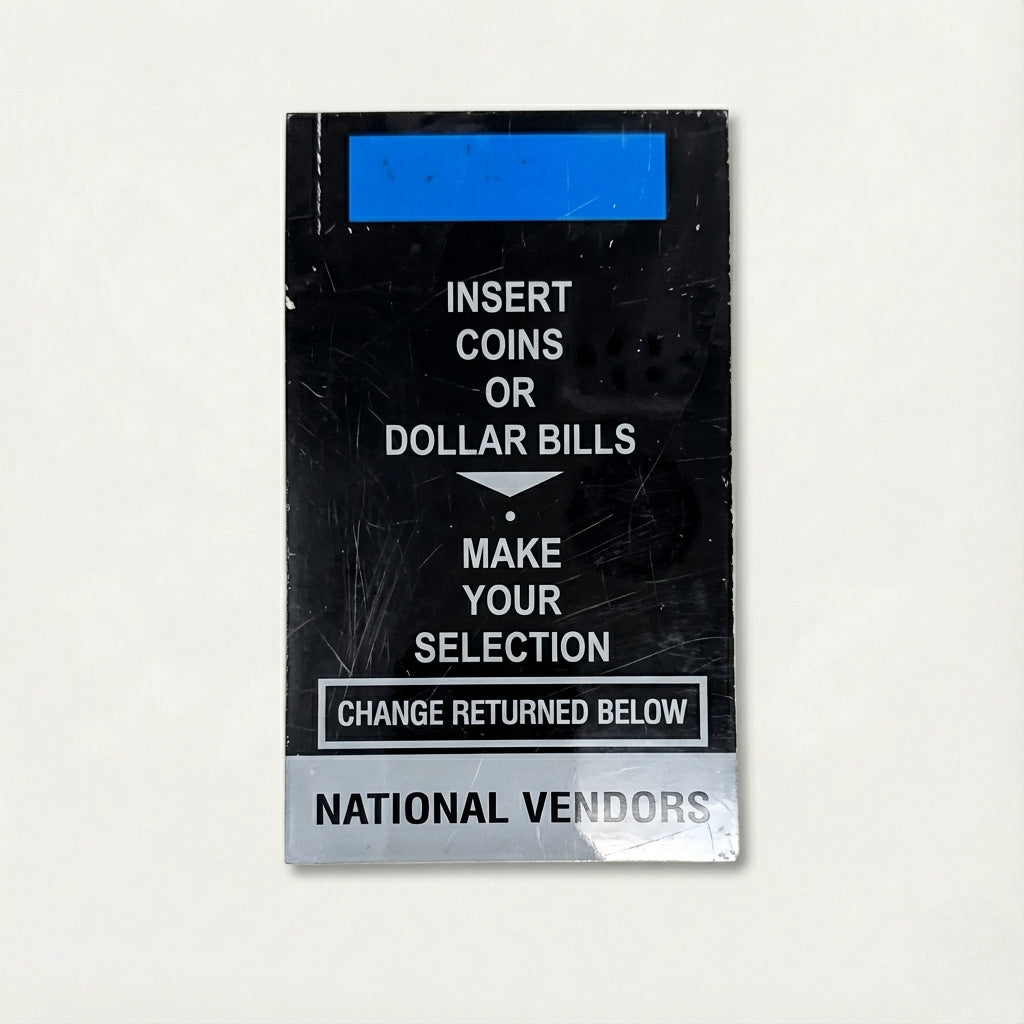 INSERT
COINS
OR
DOLLAR BILLS
MAKE
YOUR
SELECTION
CHANGE RETURNED BELOW
NATIONAL VENDORS